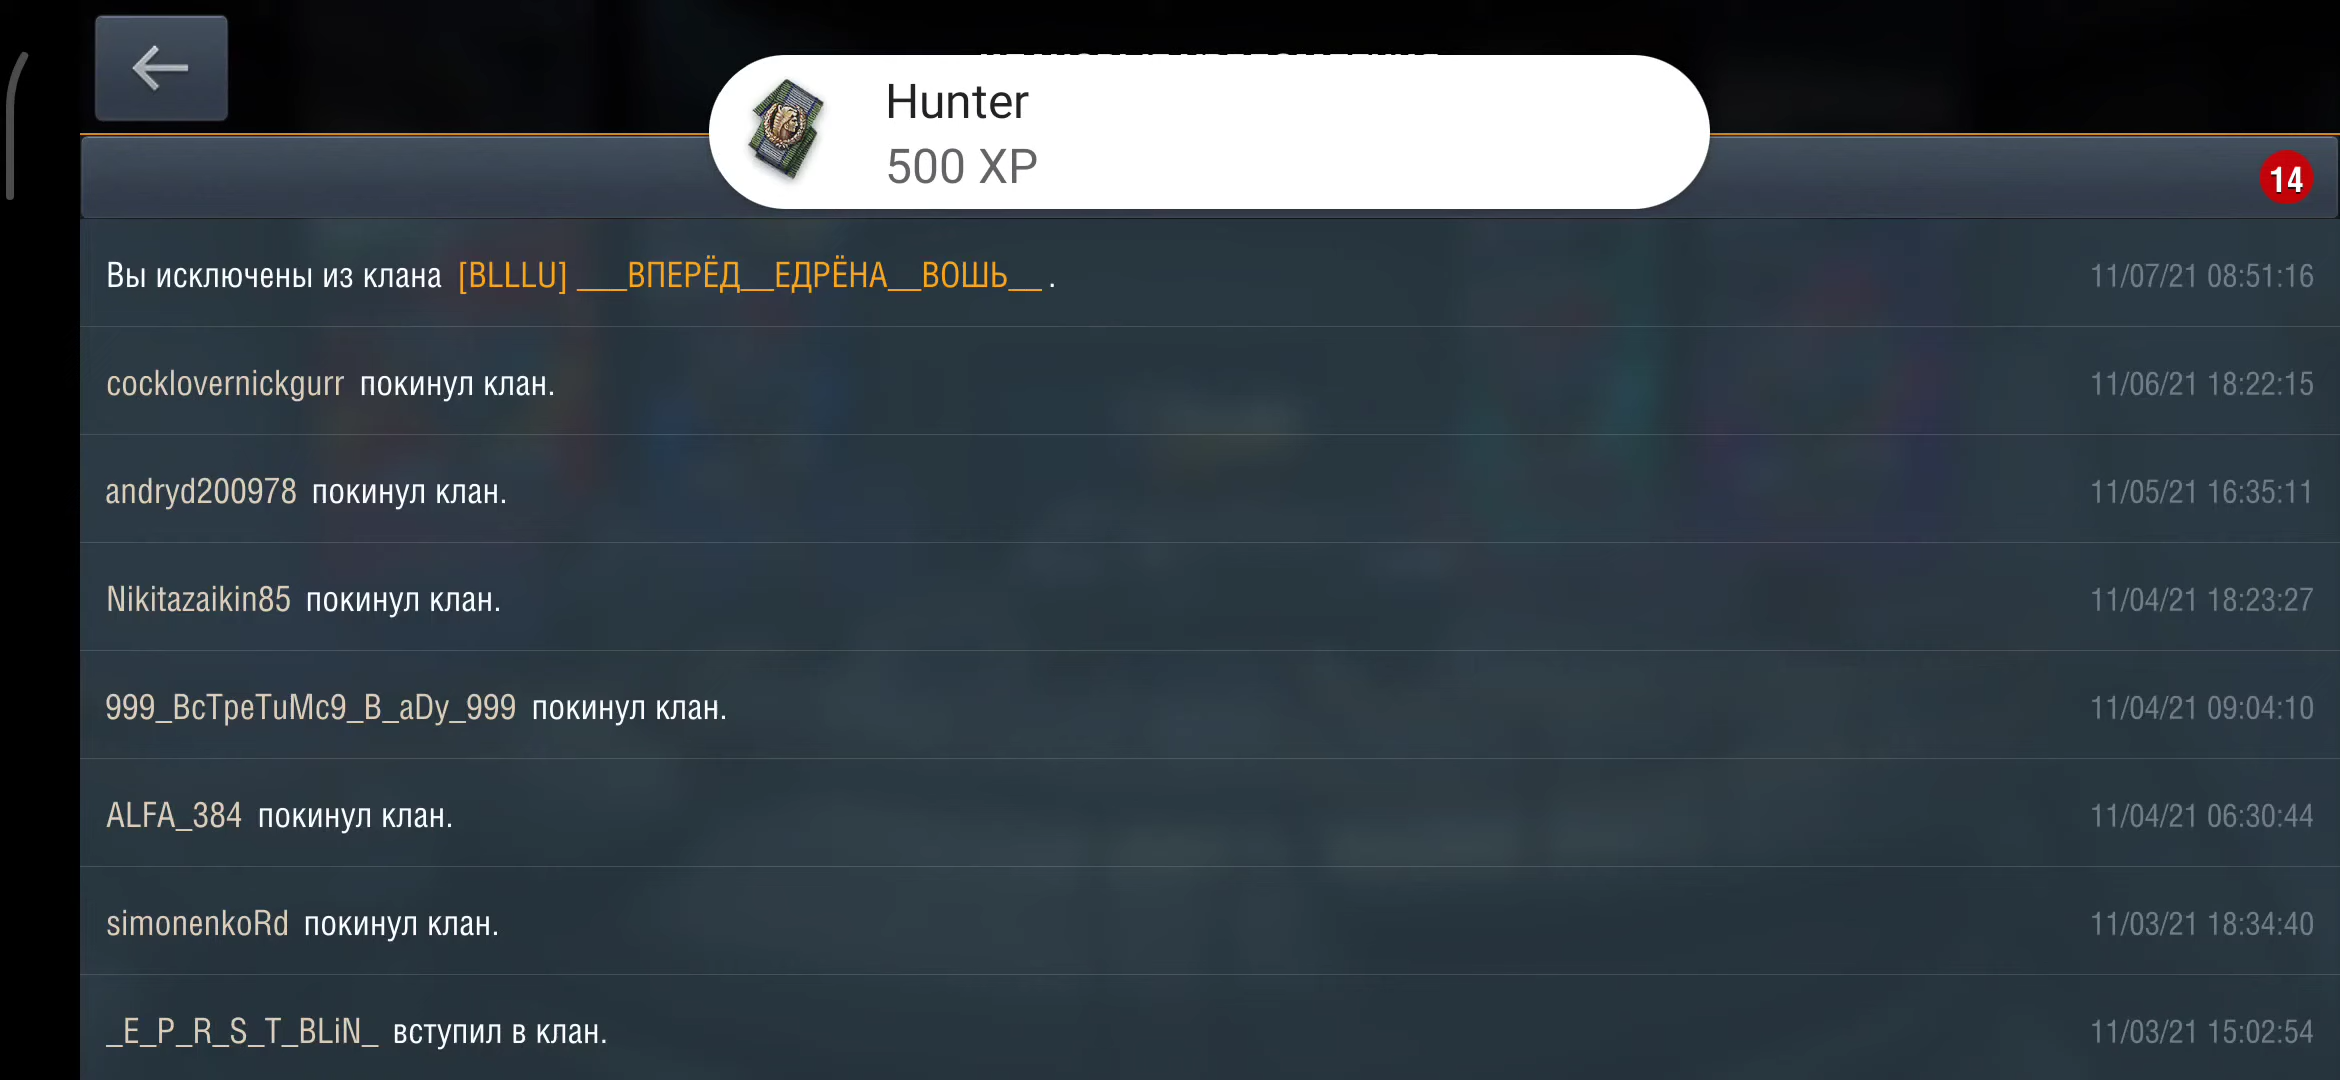 Hunter
500 XP
14
Вы исключены из клана [BLLLU] ___ВПЕРЁД__ЕДРЁНА__ВОШЬ__ .
11/07/21 08:51:16
cocklovernickgurr покинул клан.
11/06/21 18:22:15
andryd200978 покинул клан.
11/05/21 16:35:11
Nikitazaikin85 покинул клан.
11/04/21 18:23:27
999_BcTpeTuMc9_B_aDy_999 покинул клан.
11/04/21 09:04:10
ALFA_384 покинул клан.
11/04/21 06:30:44
simonenkoRd покинул клан.
11/03/21 18:34:40
_E_P_R_S_T_BLiN_ вступил в клан.
11/03/21 15:02:54